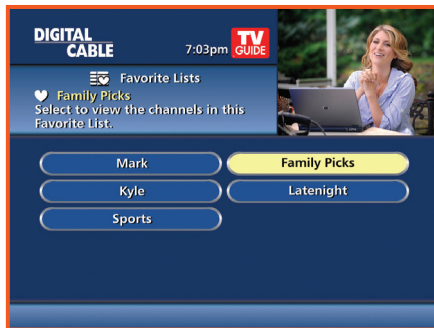 DIGITAL
CABLE
7:03pm
TV
GUIDE
Favorite Lists
Family Picks
Select to view the channels in this
Favorite List.
Mark
Family Picks
Kyle
Latenight
Sports